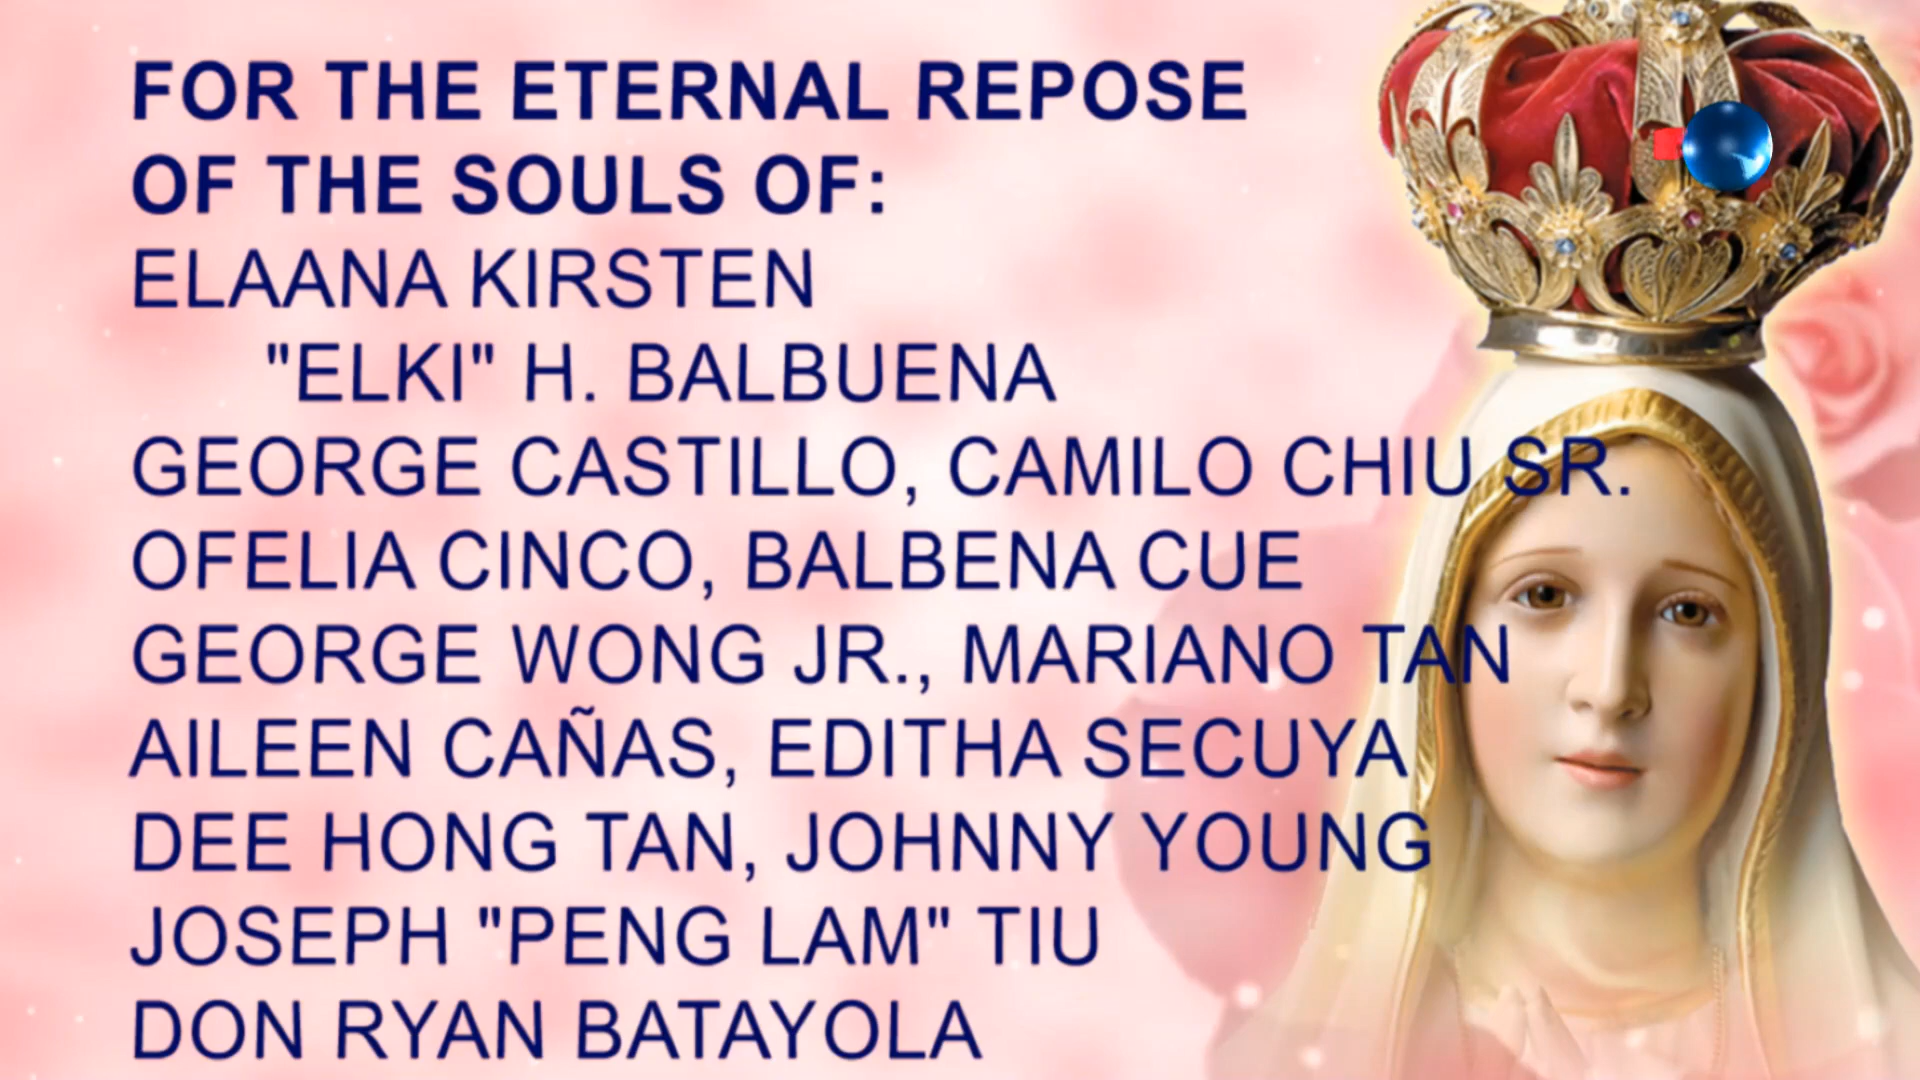 FOR THE ETERNAL REPOSE
OF THE SOULS OF:
ELAANA KIRSTEN
"ELKI" H. BALBUENA
GEORGE CASTILLO, CAMILO CHIU SR.
OFELIA CINCO, BALBENA CUE
GEORGE WONG JR., MARIANO TAN
AILEEN CAÑAS, EDITHA SECUYA
DEE HONG TAN, JOHNNY YOUNG
JOSEPH "PENG LAM" TIU
DON RYAN BATAYOLA